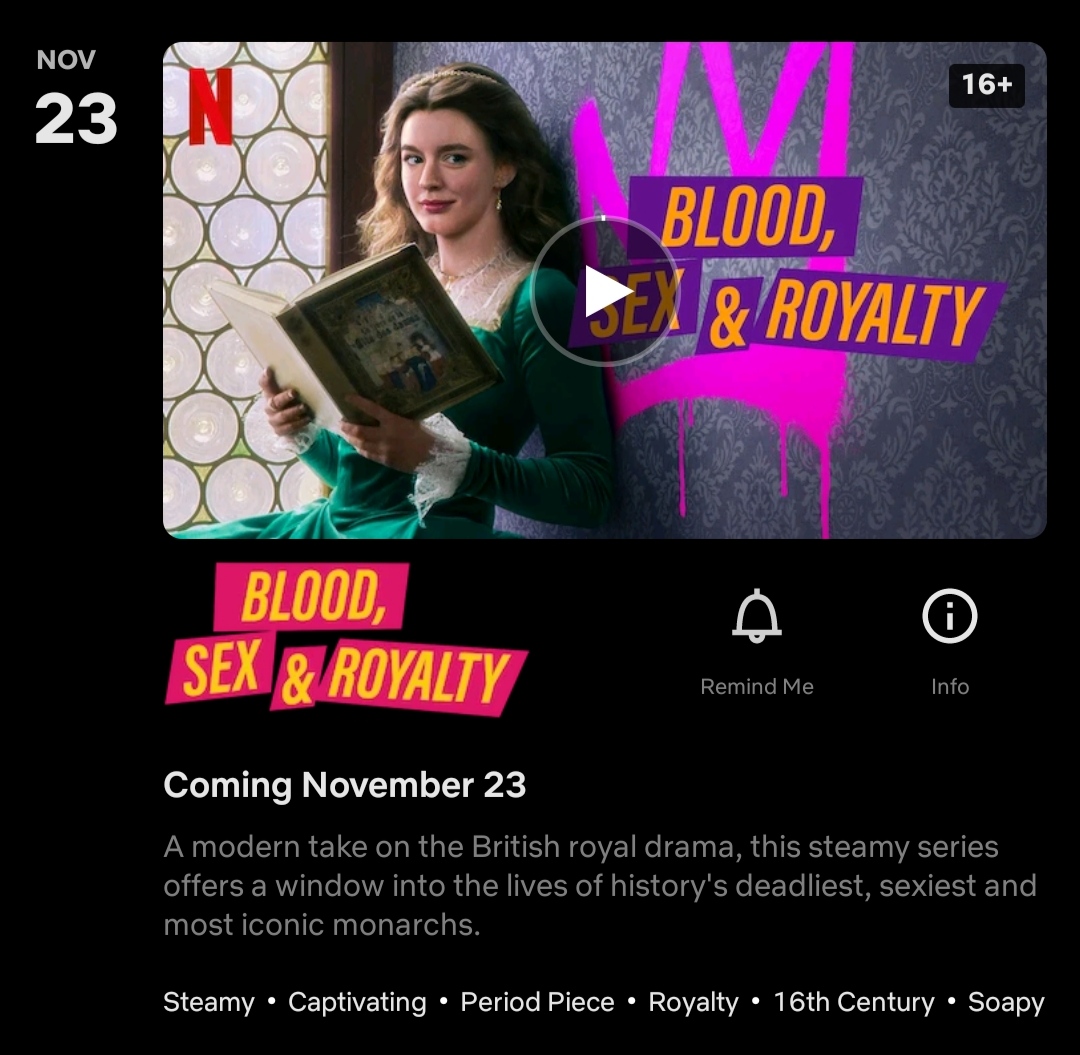 NOV
23
N
16+
BLOOD,
SEX & ROYALTY
BLOOD,
SEX & ROYALTY
Remind Me
Info
Coming November 23
A modern take on the British royal drama, this steamy series
offers a window into the lives of history's deadliest, sexiest and
most iconic monarchs.
Steamy • Captivating • Period Piece • Royalty • 16th Century • Soapy